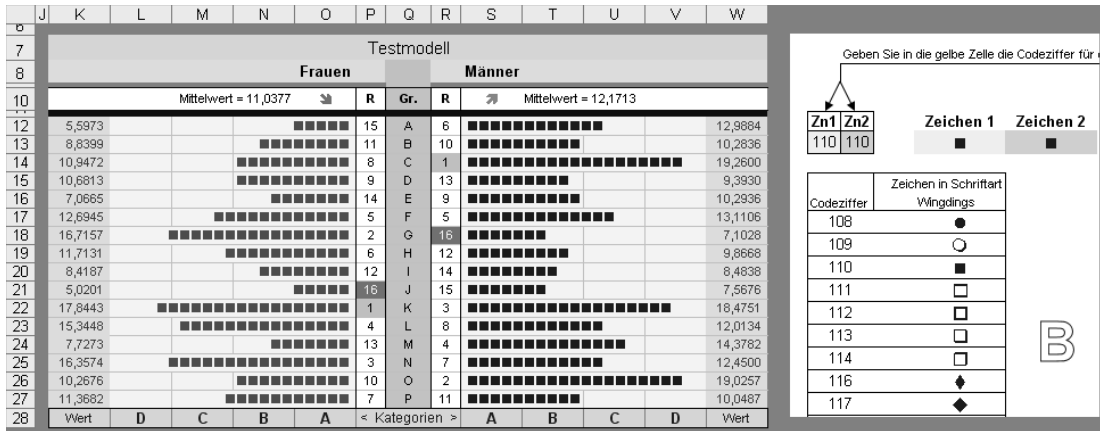 J K L M N O P Q R S T U V W
6
7 Testmodell
8 Frauen Männer
10 Mittelwert = 11,0377 R Gr. R Mittelwert = 12,1713
12 5,5973 15 A 6 12,9884
13 8,8399 11 B 10 10,2836
14 10,9472 8 C 1 19,2600
15 10,6813 9 D 13 9,3930
16 7,0665 14 E 9 10,2936
17 12,6945 5 F 5 13,1106
18 16,7157 2 G 16 7,1028
19 11,7131 6 H 12 9,8668
20 8,4187 12 I 14 8,4838
21 5,0201 16 J 15 7,5676
22 17,8443 1 K 3 18,4751
23 15,3448 4 L 8 12,0134
24 7,7273 13 M 4 14,3782
25 16,3574 3 N 7 12,4500
26 10,2676 10 O 2 19,0257
27 11,3682 7 P 11 10,0487
28 Wert D C B A < Kategorien > A B C D Wert
Geben Sie in die gelbe Zelle die Codeziffer für
Zn1 Zn2 Zeichen 1 Zeichen 2
110 110 ■ ■
Zeichen in Schriftart
Codeziffer Wingdings
108 ●
109 ❍
110 ■
111 □
112 ◻
113 ❑
114 ❒
116 ⧫
117 ◆
B